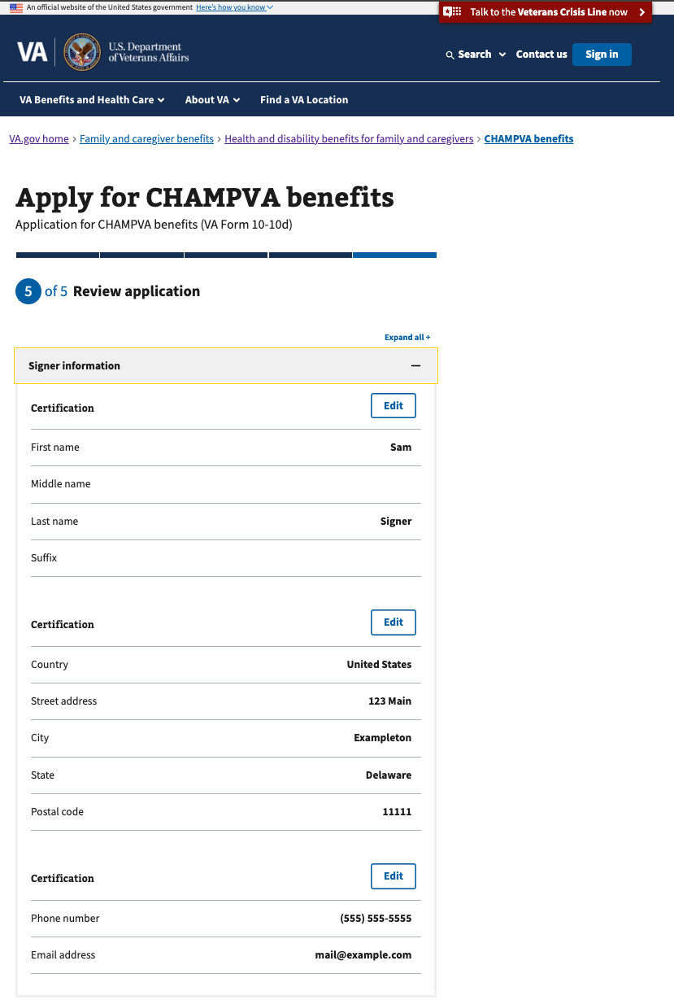 An official website of the United States government Here's how you know
Talk to the Veterans Crisis Line now
VA
U.S. Department
of Veterans Affairs
Search
Contact us
Sign in
VA Benefits and Health Care
About VA
Find a VA Location
VA.gov home › Family and caregiver benefits › Health and disability benefits for family and caregivers › CHAMPVA benefits
Apply for CHAMPVA benefits
Application for CHAMPVA benefits (VA Form 10-10d)
5 of 5 Review application
Expand all +
Signer information
Certification Edit
First name Sam
Middle name
Last name Signer
Suffix
Certification Edit
Country United States
Street address 123 Main
City Exampleton
State Delaware
Postal code 11111
Certification Edit
Phone number (555) 555-5555
Email address mail@example.com